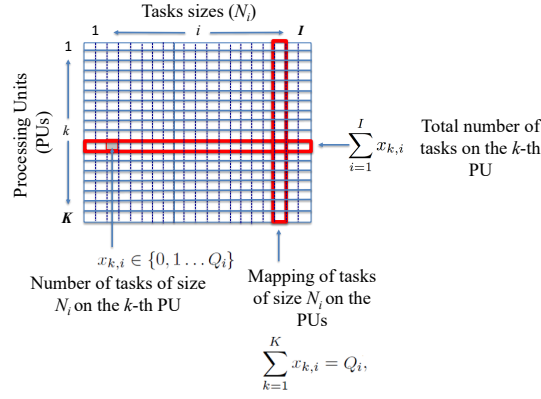 Tasks sizes (N_i)
1 i I
1
Processing Units
(PUs)
k
K
\sum_{i=1}^{I} x_{k,i}
Total number of
tasks on the k-th
PU
x_{k,i} ∈ {0, 1 … Q_i}
Number of tasks of size
N_i on the k-th PU
Mapping of tasks
of size N_i on the
PUs
\sum_{k=1}^{K} x_{k,i} = Q_i,